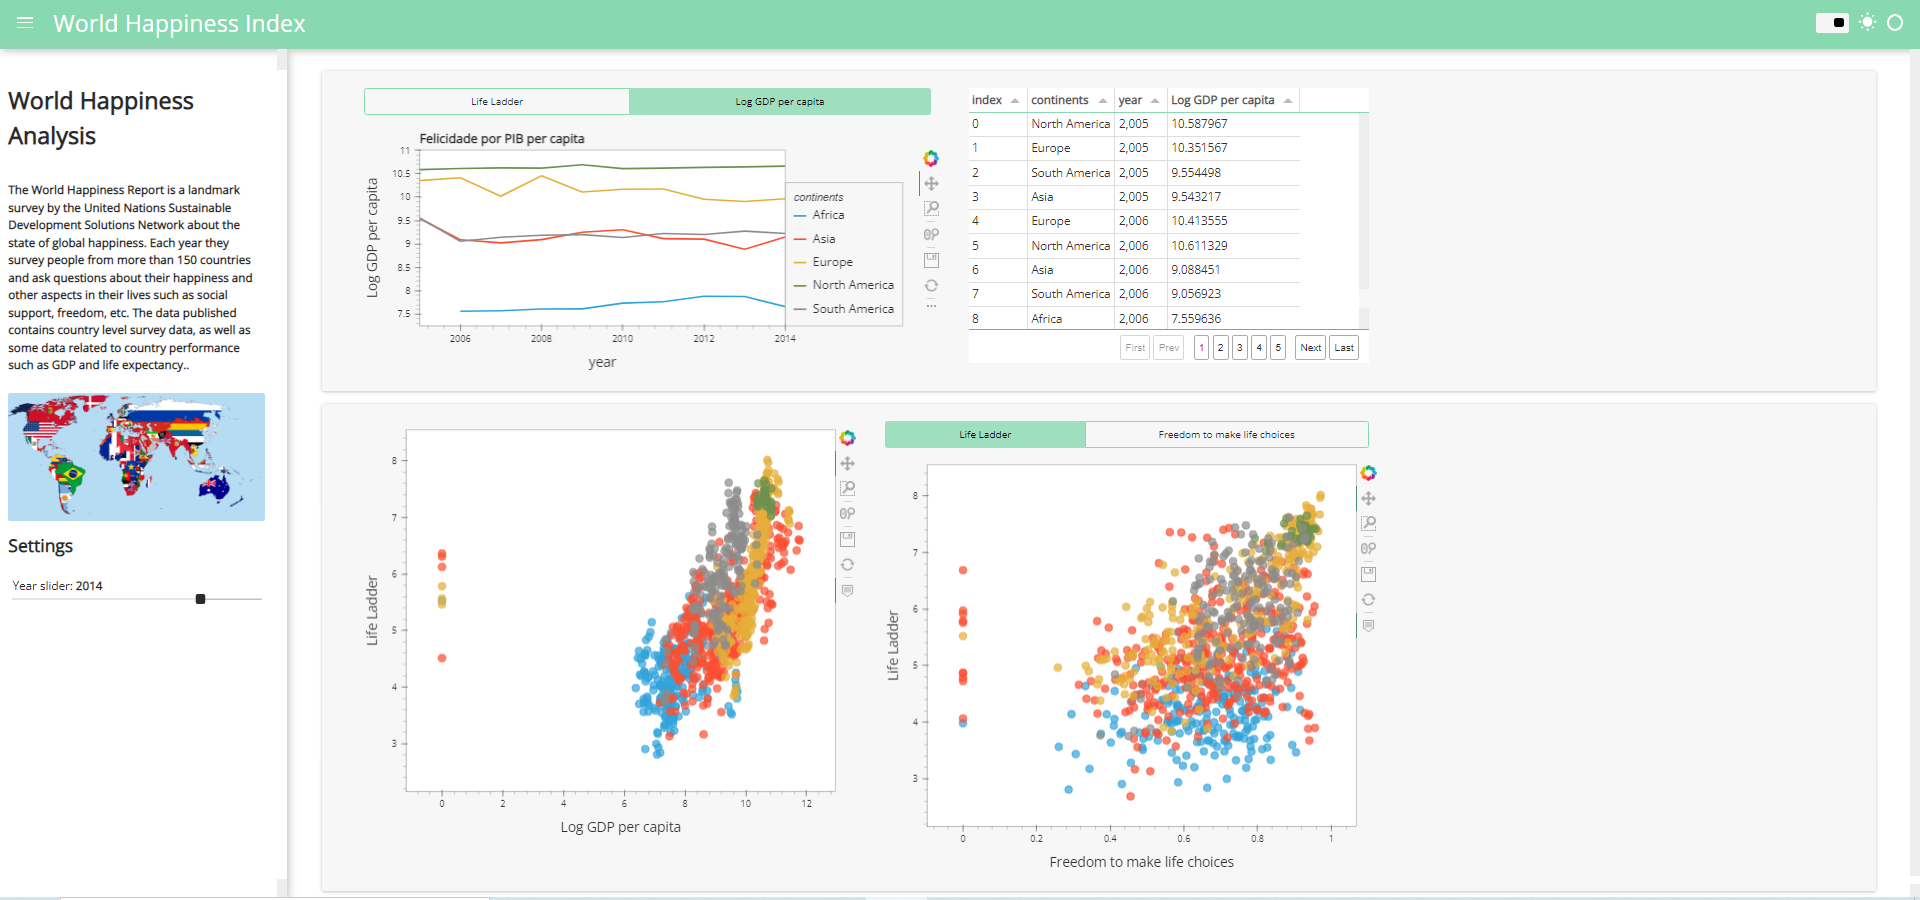 World Happiness Index
World Happiness
Analysis
The World Happiness Report is a landmark
survey by the United Nations Sustainable
Development Solutions Network about the
state of global happiness. Each year they
survey people from more than 150 countries
and ask questions about their happiness and
other aspects in their lives such as social
support, freedom, etc. The data published
contains country level survey data, as well as
some data related to country performance
such as GDP and life expectancy..
Settings
Year slider: 2014
Life Ladder Log GDP per capita
Felicidade por PIB per capita
Log GDP per capita
11
10.5
10
9.5
9
8.5
8
7.5
2006 2008 2010 2012 2014
year
continents
Africa
Asia
Europe
North America
South America
index continents year Log GDP per capita
0 North America 2,005 10.587967
1 Europe 2,005 10.351567
2 South America 2,005 9.554498
3 Asia 2,005 9.543217
4 Europe 2,006 10.413555
5 North America 2,006 10.611329
6 Asia 2,006 9.088451
7 South America 2,006 9.056923
8 Africa 2,006 7.559636
First Prev 1 2 3 4 5 Next Last
Life Ladder
8
7
6
5
4
3
0 2 4 6 8 10 12
Log GDP per capita
Life Ladder Freedom to make life choices
Life Ladder
8
7
6
5
4
3
0 0.2 0.4 0.6 0.8 1
Freedom to make life choices